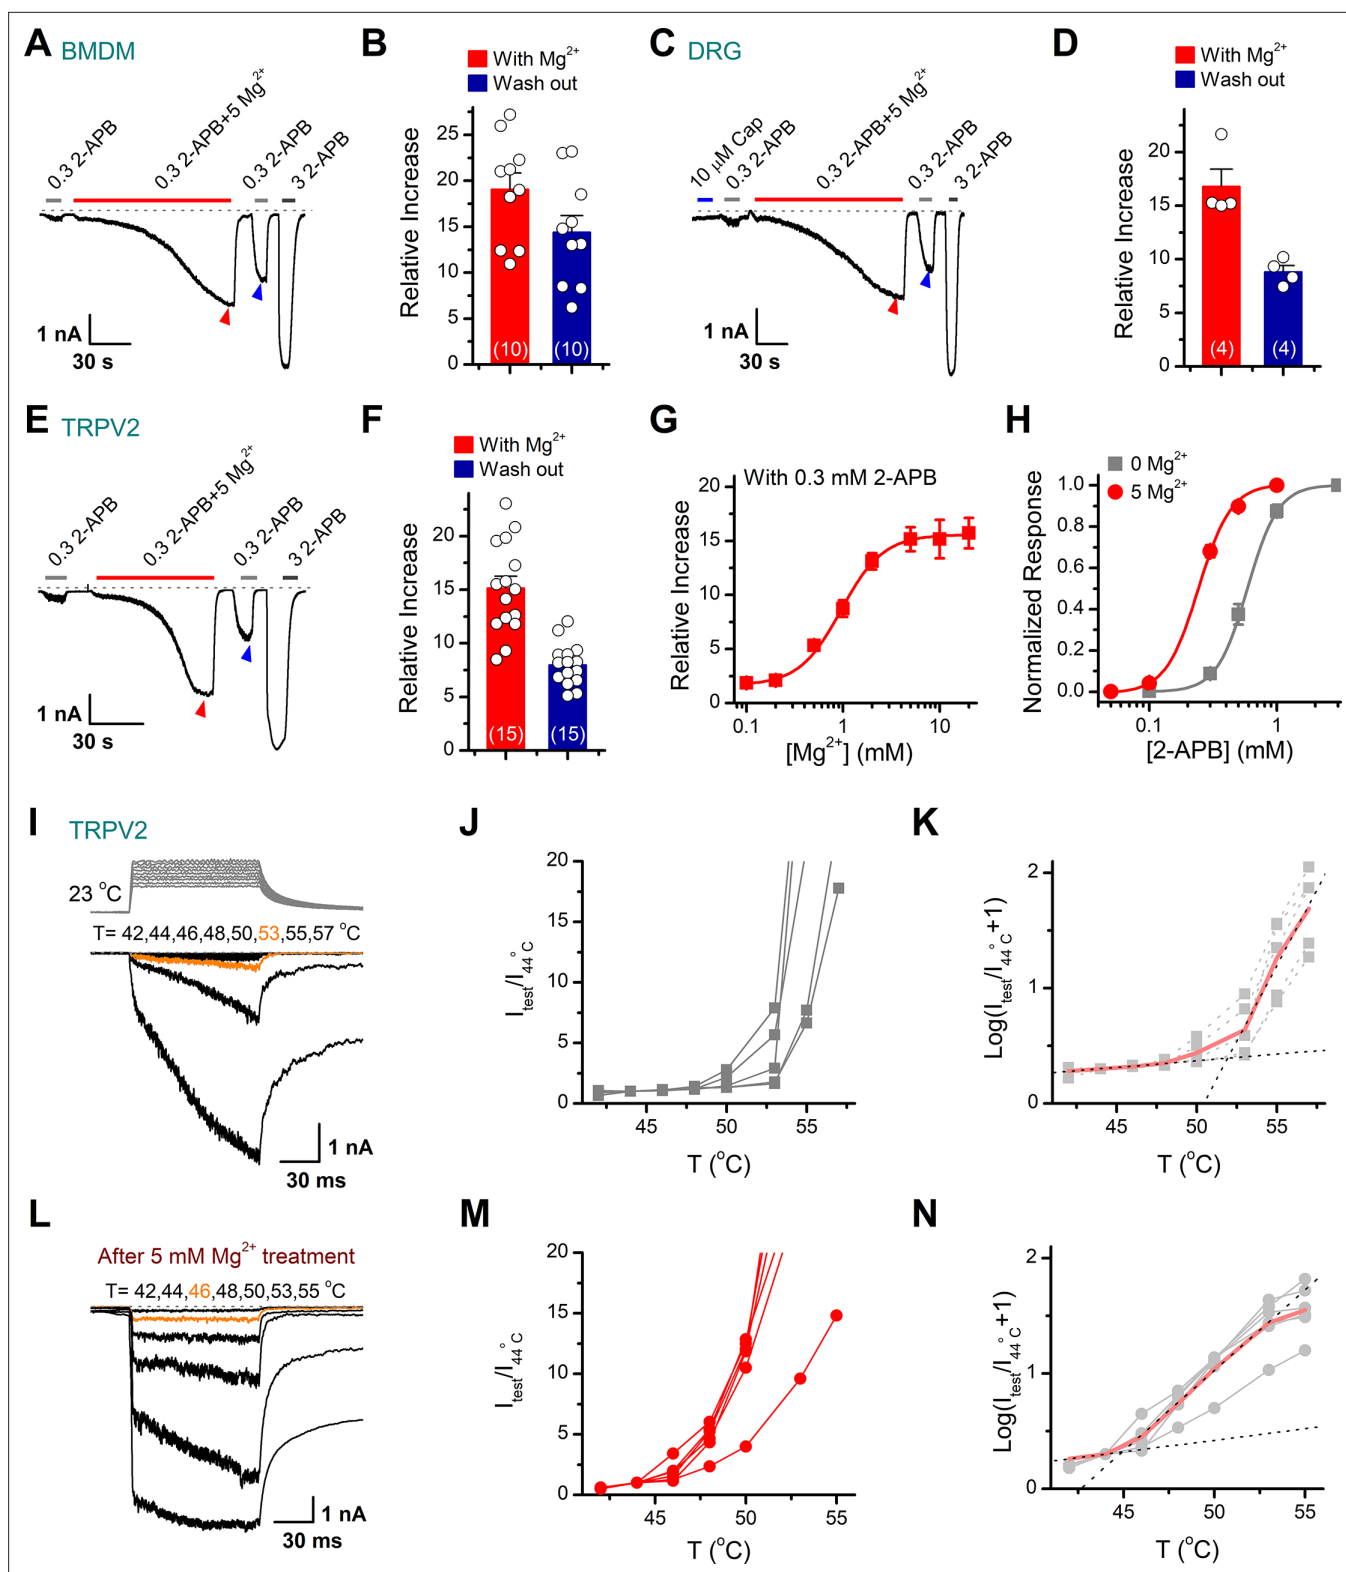 A BMDM
0.3 2-APB
0.3 2-APB+5 Mg2+
0.3 2-APB
3 2-APB
1 nA
30 s
B
With Mg2+
Wash out
Relative Increase
25
20
15
10
5
0
(10) (10)
C DRG
10 µM Cap
0.3 2-APB
0.3 2-APB+5 Mg2+
0.3 2-APB
3 2-APB
1 nA
30 s
D
With Mg2+
Wash out
Relative Increase
20
15
10
5
0
(4) (4)
E TRPV2
0.3 2-APB
0.3 2-APB+5 Mg2+
0.3 2-APB
3 2-APB
1 nA
30 s
F
With Mg2+
Wash out
Relative Increase
20
15
10
5
0
(15) (15)
G
With 0.3 mM 2-APB
Relative Increase
20
15
10
5
0
0.1 1 10
[Mg2+] (mM)
H
0 Mg2+
5 Mg2+
Normalized Response
1.0
0.8
0.6
0.4
0.2
0.0
0.1 1
[2-APB] (mM)
I TRPV2
23 °C
T= 42,44,46,48,50,53,55,57 °C
1 nA
30 ms
J
Itest/I44°C
20
15
10
5
0
45 50 55
T (°C)
K
Log(Itest/I44°C+1)
2
1
0
45 50 55
T (°C)
L
After 5 mM Mg2+ treatment
T= 42,44,46,48,50,53,55 °C
1 nA
30 ms
M
Itest/I44°C
20
15
10
5
0
45 50 55
T (°C)
N
Log(Itest/I44°C+1)
2
1
0
45 50 55
T (°C)